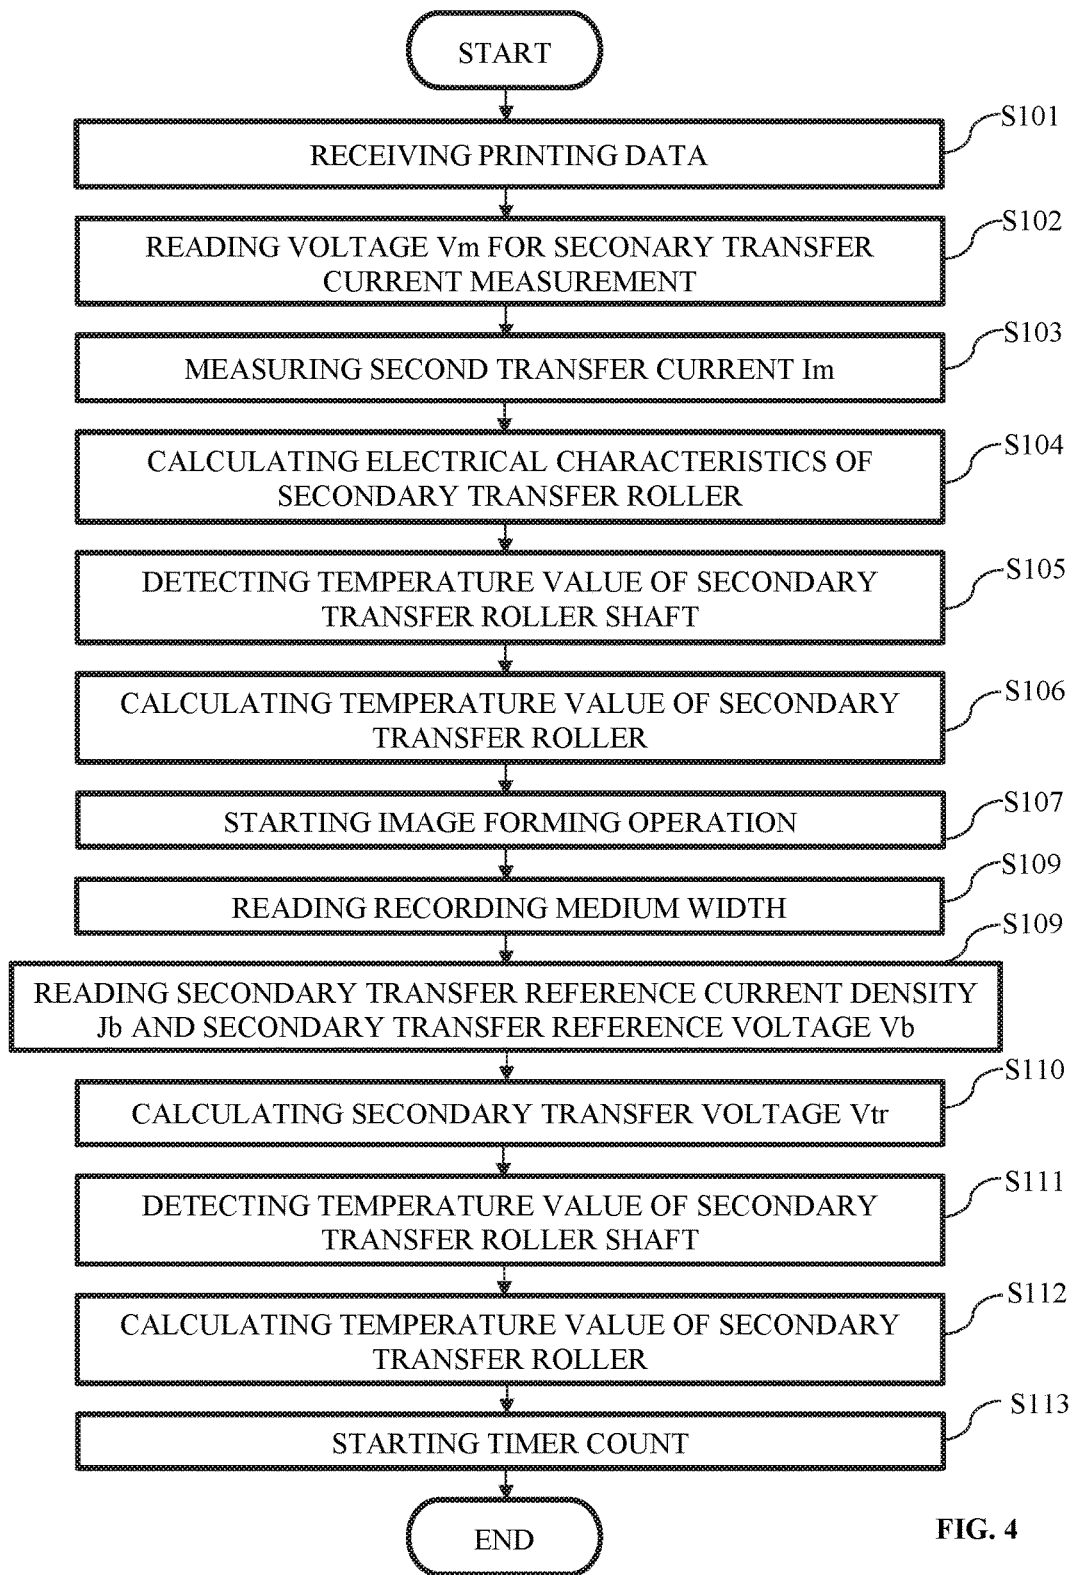 START
S101
RECEIVING PRINTING DATA
S102
READING VOLTAGE Vm FOR SECONARY TRANSFER
CURRENT MEASUREMENT
S103
MEASURING SECOND TRANSFER CURRENT Im
S104
CALCULATING ELECTRICAL CHARACTERISTICS OF
SECONDARY TRANSFER ROLLER
S105
DETECTING TEMPERATURE VALUE OF SECONDARY
TRANSFER ROLLER SHAFT
S106
CALCULATING TEMPERATURE VALUE OF SECONDARY
TRANSFER ROLLER
S107
STARTING IMAGE FORMING OPERATION
S109
READING RECORDING MEDIUM WIDTH
S109
READING SECONDARY TRANSFER REFERENCE CURRENT DENSITY
Jb AND SECONDARY TRANSFER REFERENCE VOLTAGE Vb
S110
CALCULATING SECONDARY TRANSFER VOLTAGE Vtr
S111
DETECTING TEMPERATURE VALUE OF SECONDARY
TRANSFER ROLLER SHAFT
S112
CALCULATING TEMPERATURE VALUE OF SECONDARY
TRANSFER ROLLER
S113
STARTING TIMER COUNT
END
FIG. 4